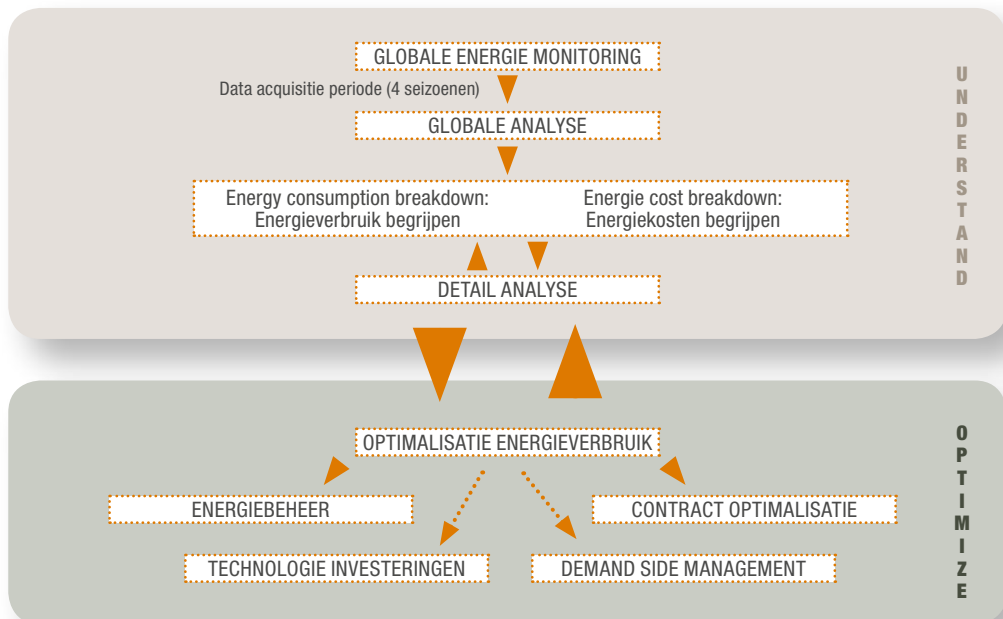 GLOBALE ENERGIE MONITORING
Data acquisitie periode (4 seizoenen)
GLOBALE ANALYSE
Energy consumption breakdown:
Energieverbruik begrijpen
Energie cost breakdown:
Energiekosten begrijpen
DETAIL ANALYSE
UNDERSTAND
OPTIMALISATIE ENERGIEVERBRUIK
ENERGIEBEHEER
CONTRACT OPTIMALISATIE
TECHNOLOGIE INVESTERINGEN
DEMAND SIDE MANAGEMENT
OPTIMIZE